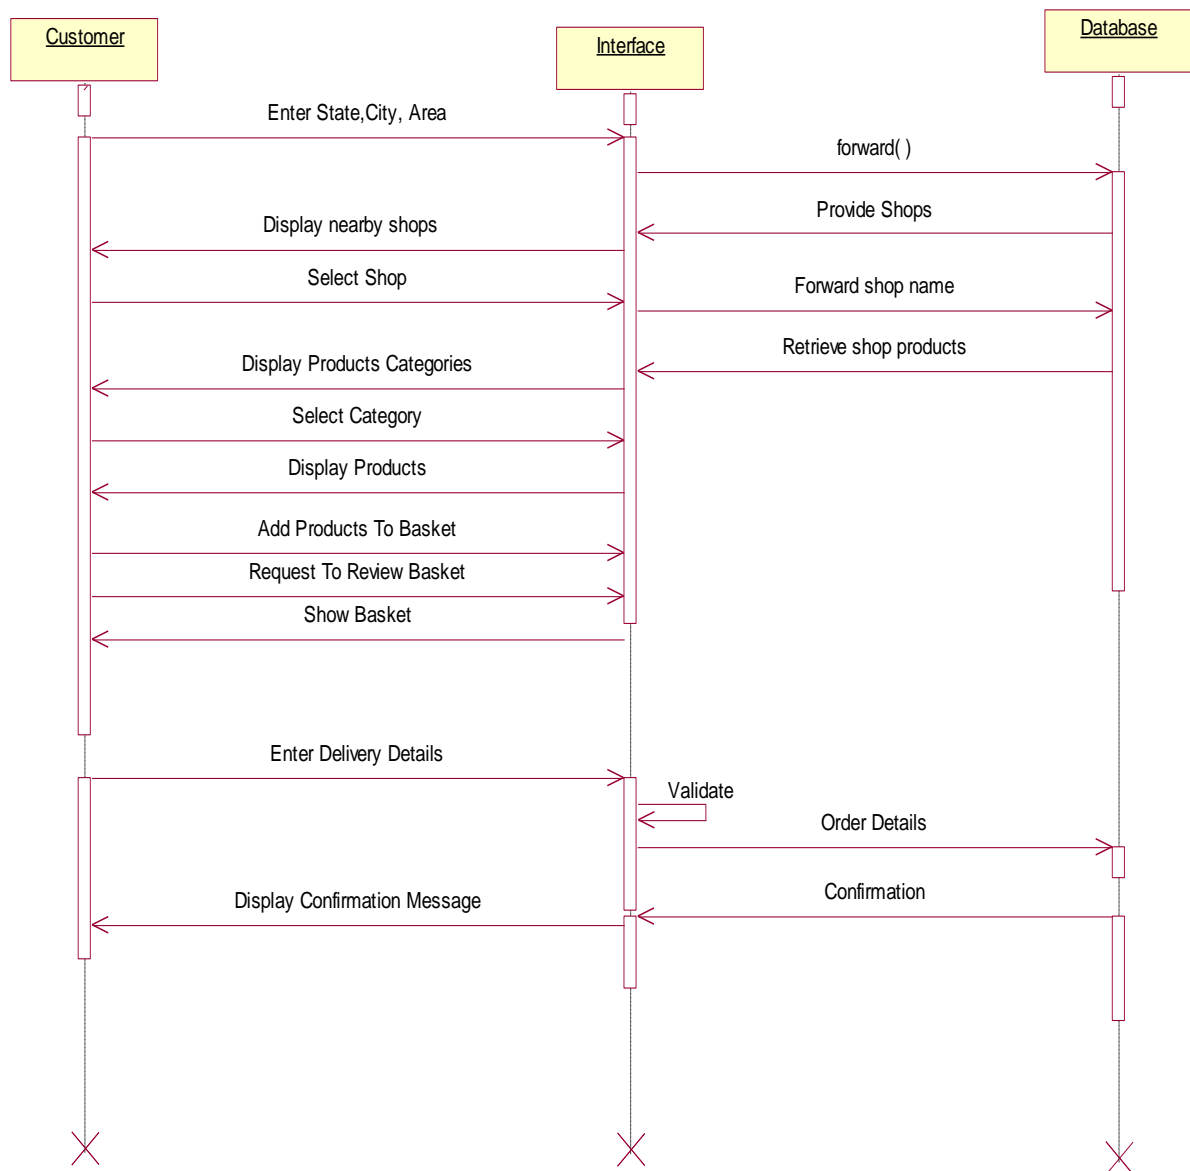 Customer
Interface
Database
Enter State,City, Area
forward( )
Provide Shops
Display nearby shops
Select Shop
Forward shop name
Retrieve shop products
Display Products Categories
Select Category
Display Products
Add Products To Basket
Request To Review Basket
Show Basket
Enter Delivery Details
Validate
Order Details
Confirmation
Display Confirmation Message